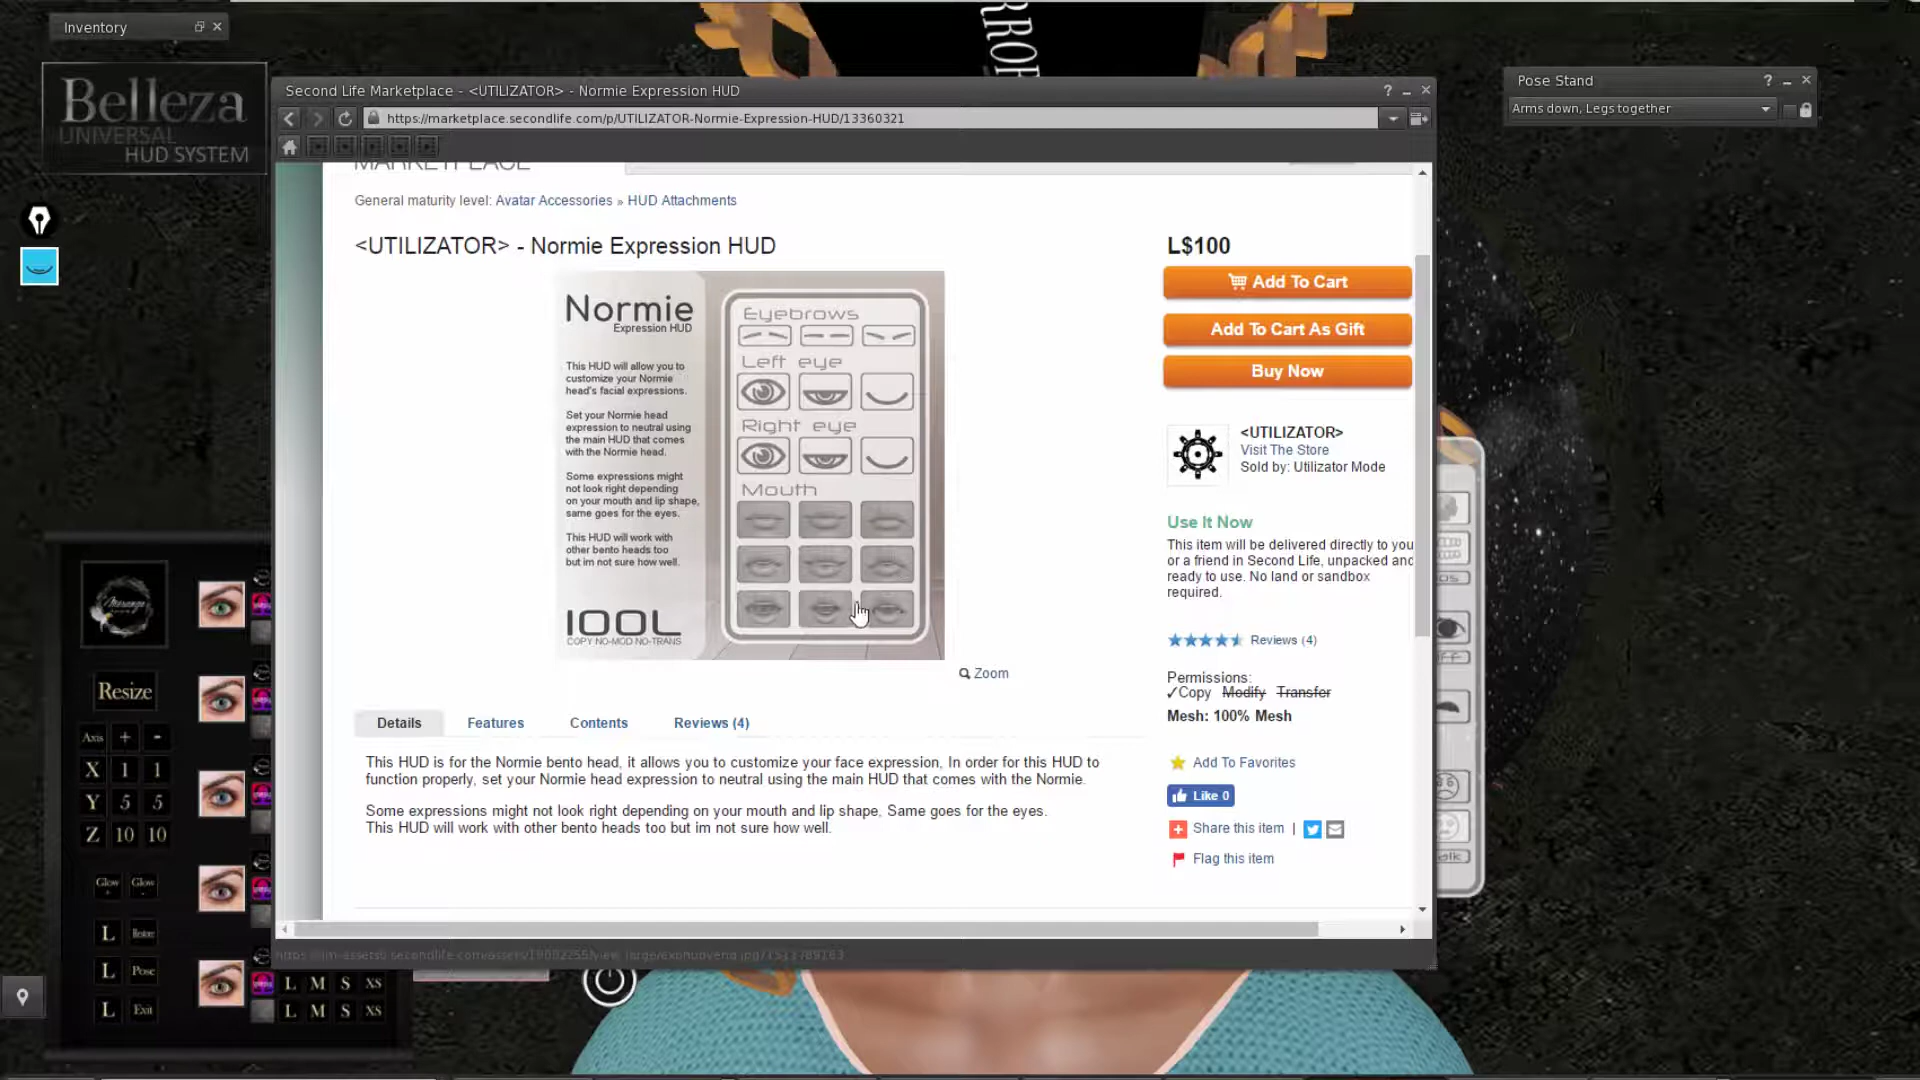 Inventory
Belleza
UNIVERSAL
HUD SYSTEM
Second Life Marketplace - <UTILIZATOR> - Normie Expression HUD
https://marketplace.secondlife.com/p/UTILIZATOR-Normie-Expression-HUD/13360321
MARKETPLACE
General maturity level: Avatar Accessories » HUD Attachments
<UTILIZATOR> - Normie Expression HUD
Normie
Expression HUD
This HUD will allow you to
customize your Normie
head's facial expressions.
Set your Normie head
expression to neutral using
the main HUD that comes
with the Normie head.
Some expressions might
not look right depending
on your mouth and lip shape,
same goes for the eyes.
This HUD will work with
other bento heads too
but im not sure how well.
100L
COPY NO-MOD NO-TRANS
Eyebrows
Left eye
Right eye
Mouth
Zoom
Details Features Contents Reviews (4)
This HUD is for the Normie bento head, it allows you to customize your face expression, In order for this HUD to
function properly, set your Normie head expression to neutral using the main HUD that comes with the Normie.
Some expressions might not look right depending on your mouth and lip shape, Same goes for the eyes.
This HUD will work with other bento heads too but im not sure how well.
L$100
Add To Cart
Add To Cart As Gift
Buy Now
<UTILIZATOR>
Visit The Store
Sold by: Utilizator Mode
Use It Now
This item will be delivered directly to you
or a friend in Second Life, unpacked and
ready to use. No land or sandbox
required.
Reviews (4)
Permissions:
✓Copy Modify Transfer
Mesh: 100% Mesh
Add To Favorites
Like 0
Share this item |
Flag this item
Pose Stand
Arms down, Legs together
Resize
Axis + -
X 1 1
Y 5 5
Z 10 10
Glow + Glow -
L Restore
L Pose
L Exit
L M S XS
L M S XS